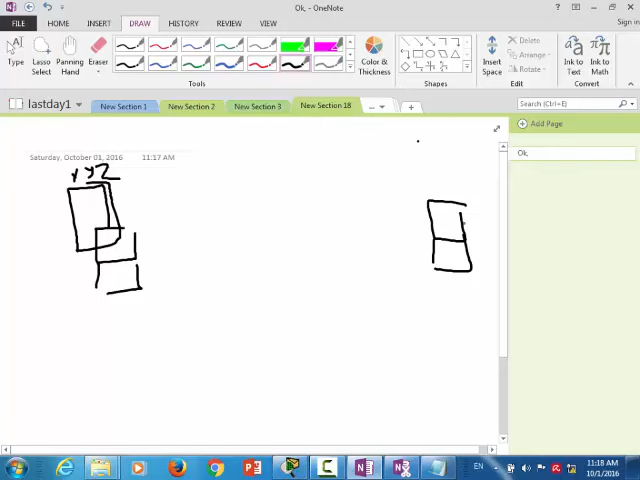 Ok, - OneNote
FILE HOME INSERT DRAW HISTORY REVIEW VIEW Sign in
Type Lasso Select Panning Hand Eraser Color & Thickness Insert Space Delete Arrange Rotate Ink to Text Ink to Math
Tools Shapes Edit Convert
lastday1 New Section 1 New Section 2 New Section 3 New Section 18 ... + Search (Ctrl+E)
Add Page
Ok,
Saturday, October 01, 2016 11:17 AM
EN 11:18 AM
10/1/2016